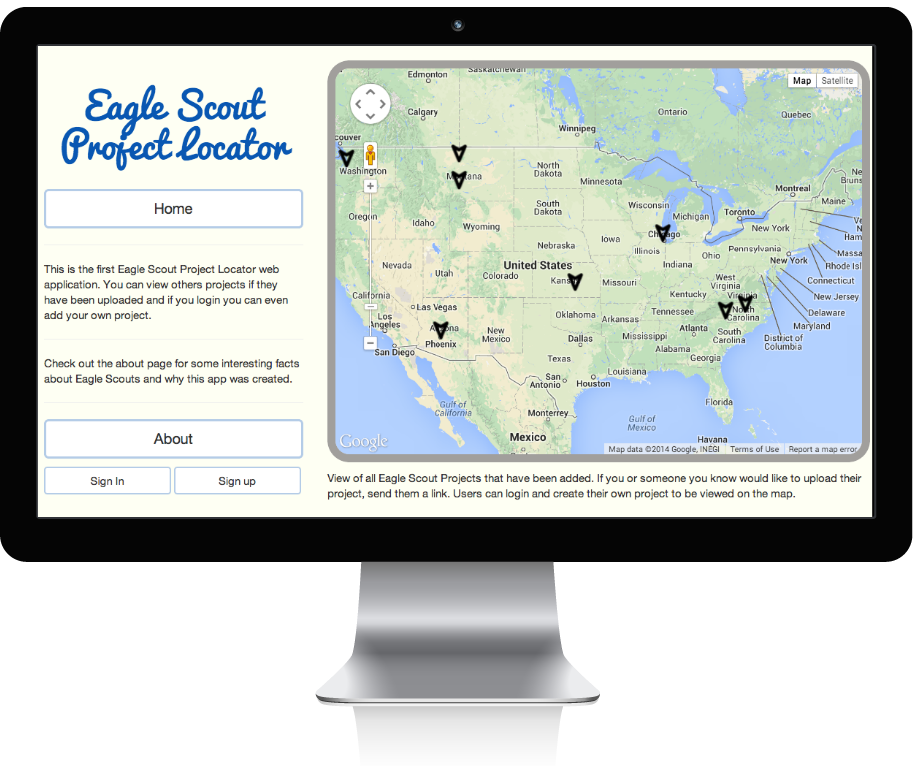 Eagle Scout
Project Locator
Home
This is the first Eagle Scout Project Locator web
application. You can view others projects if they
have been uploaded and if you login you can even
add your own project.
Check out the about page for some interesting facts
about Eagle Scouts and why this app was created.
About
Sign In
Sign up
Edmonton
Saskatchewan
Map
Satellite
Calgary
Ontario
Quebec
Winnipeg
couver
Washington
Montana
North
Dakota
Minnesota
Montreal
Maine
New
Bruns
Oregon
Idaho
Wyoming
South
Dakota
Wisconsin
Michigan
Toronto
New York
Ve
New
Ham
Chicago
Iowa
Nebraska
Illinois
Indiana
Ohio
Pennsylvania
New York
Massa
Rhode Isl
Connecticut
New Jersey
Delaware
Maryland
District of
Columbia
Nevada
Utah
Colorado
United States
Kansas
Missouri
West
Virginia
Virginia
Kentucky
California
Las Vegas
Los
Angeles
San Diego
Arizona
Phoenix
New
Mexico
Oklahoma
Arkansas
Tennessee
North
Carolina
South
Carolina
Atlanta
Mississippi
Alabama
Georgia
Dallas
Texas
Louisiana
San
Antonio
Houston
Florida
Gulf of
California
Monterrey
Gulf of
Mexico
Mexico
Havana
Google
Map data ©2014 Google, INEGI
Terms of Use
Report a map error
View of all Eagle Scout Projects that have been added. If you or someone you know would like to upload their
project, send them a link. Users can login and create their own project to be viewed on the map.